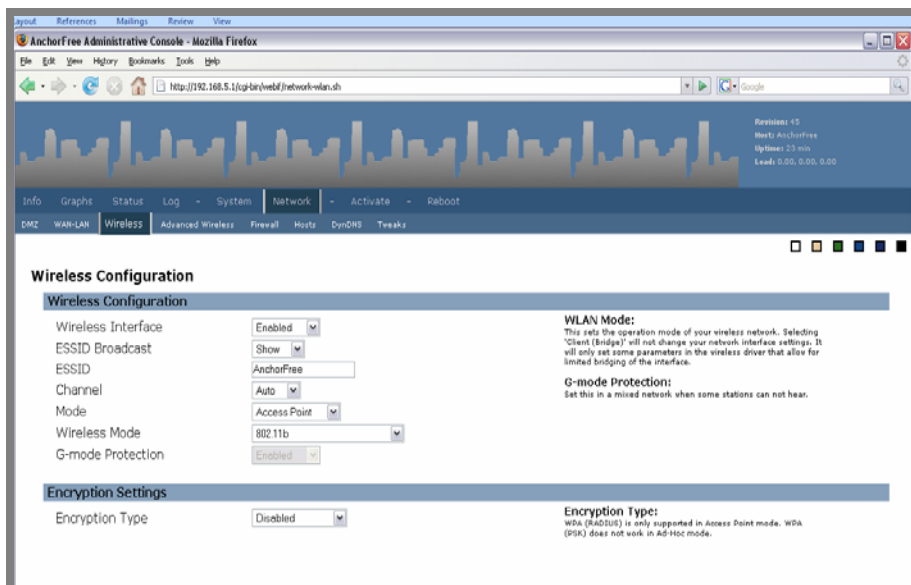 ayout References Mailings Review View
AnchorFree Administrative Console - Mozilla Firefox
File Edit View History Bookmarks Tools Help
http://192.168.5.1/cgi-bin/webif/network-wlan.sh Google
Revision: 45
Host: AnchorFree
Uptime: 23 min
Load: 0.00, 0.00, 0.00
Info Graphs Status Log - System Network - Activate - Reboot
DMZ WAN-LAN Wireless Advanced Wireless Firewall Hosts DynDNS Tweaks
Wireless Configuration
Wireless Configuration
Wireless Interface Enabled
ESSID Broadcast Show
ESSID AnchorFree
Channel Auto
Mode Access Point
Wireless Mode 802.11b
G-mode Protection Enabled
WLAN Mode:
This sets the operation mode of your wireless network. Selecting
'Client (Bridge)' will not change your network interface settings. It
will only set some parameters in the wireless driver that allow for
limited bridging of the interface.
G-mode Protection:
Set this in a mixed network when some stations can not hear.
Encryption Settings
Encryption Type Disabled
Encryption Type:
WPA (RADIUS) is only supported in Access Point mode. WPA
(PSK) does not work in Ad-Hoc mode.